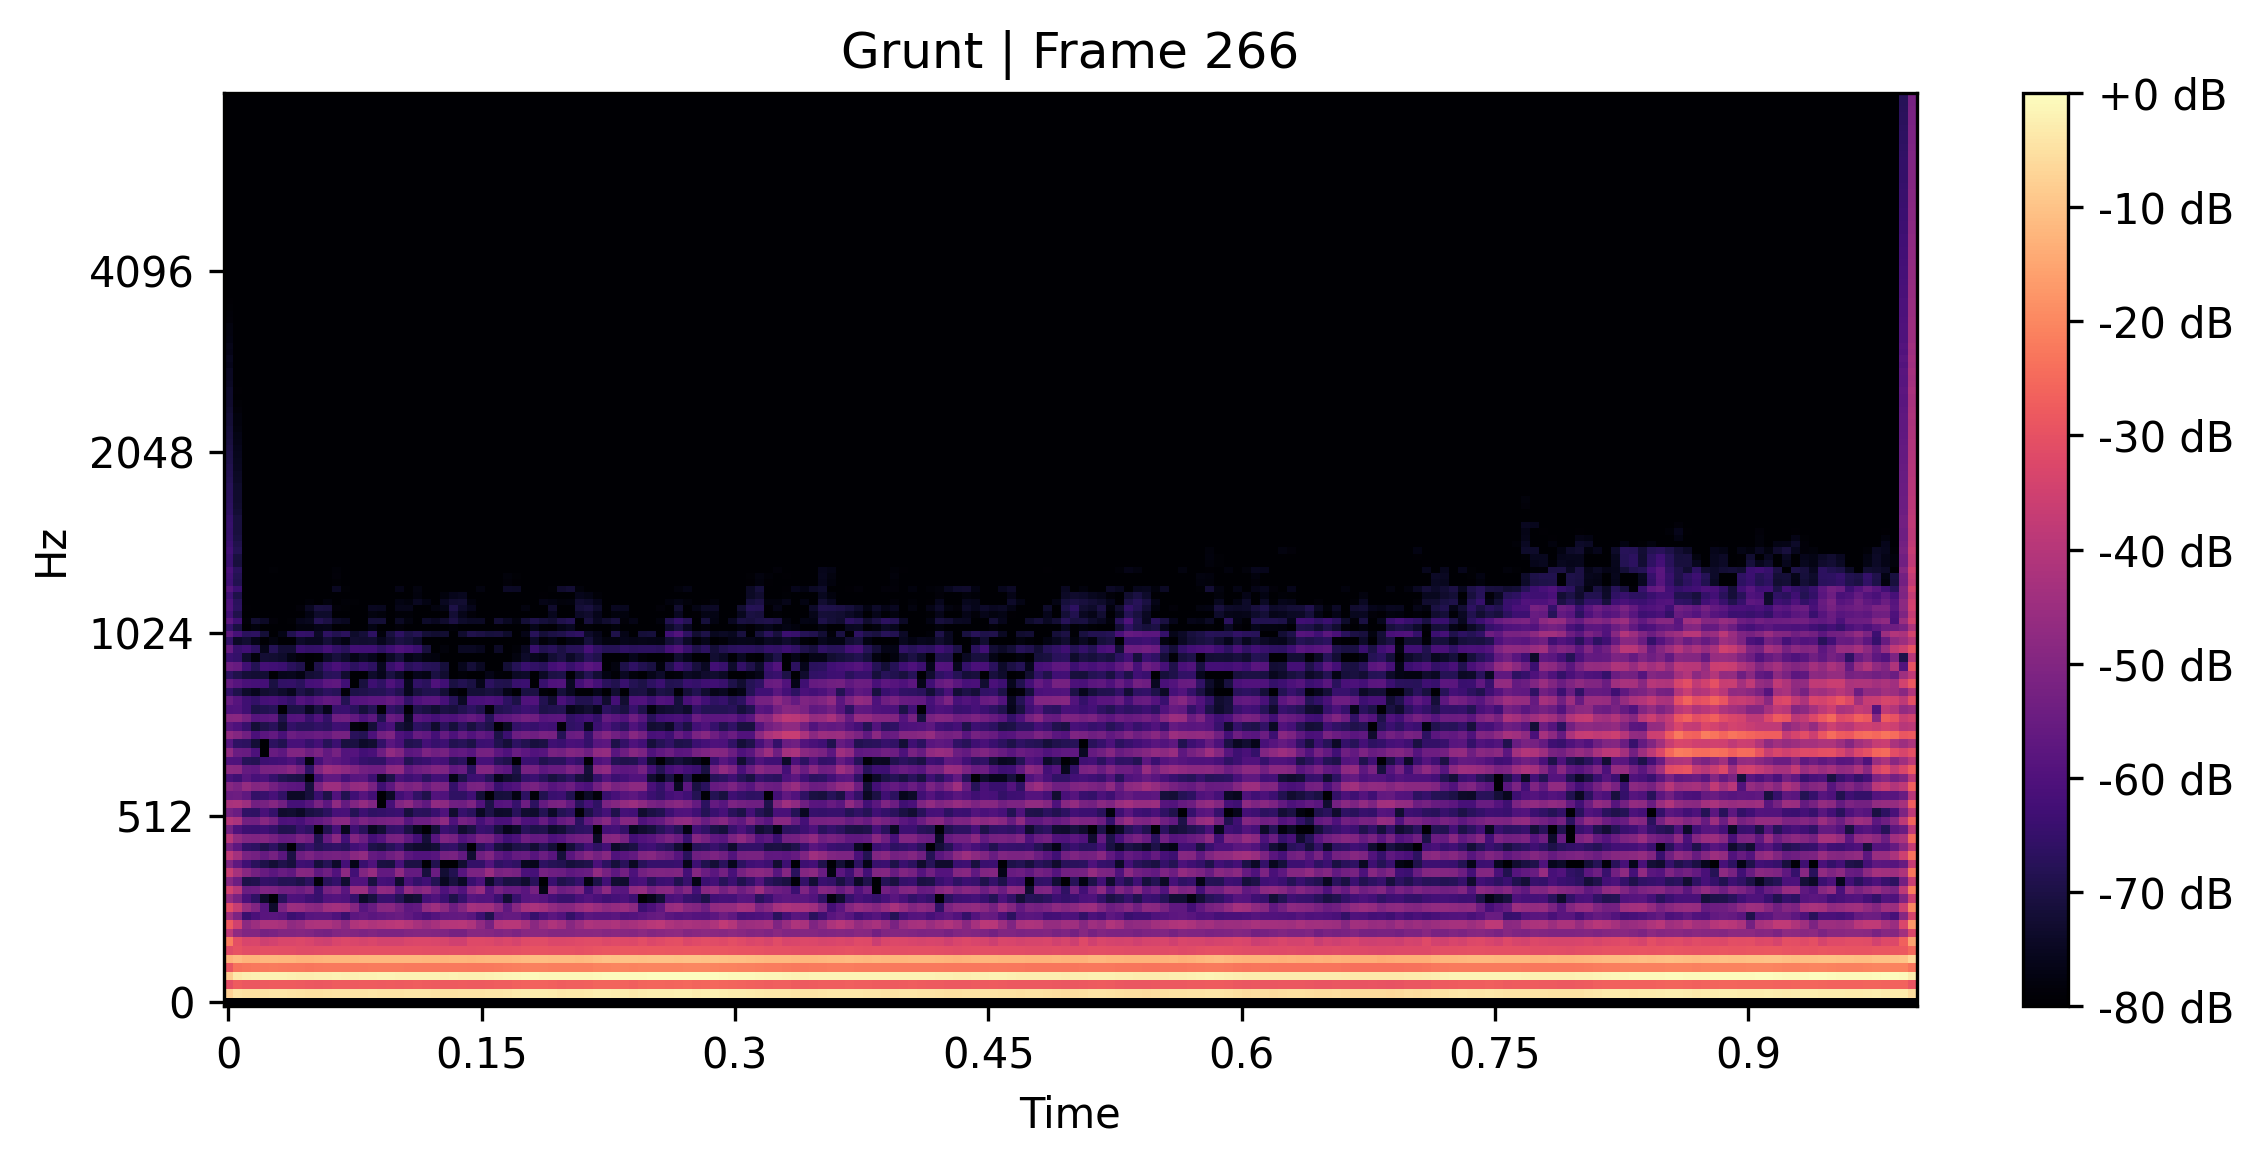 Grunt | Frame 266
Hz
4096
2048
1024
512
0
0 0.15 0.3 0.45 0.6 0.75 0.9
Time
+0 dB
-10 dB
-20 dB
-30 dB
-40 dB
-50 dB
-60 dB
-70 dB
-80 dB